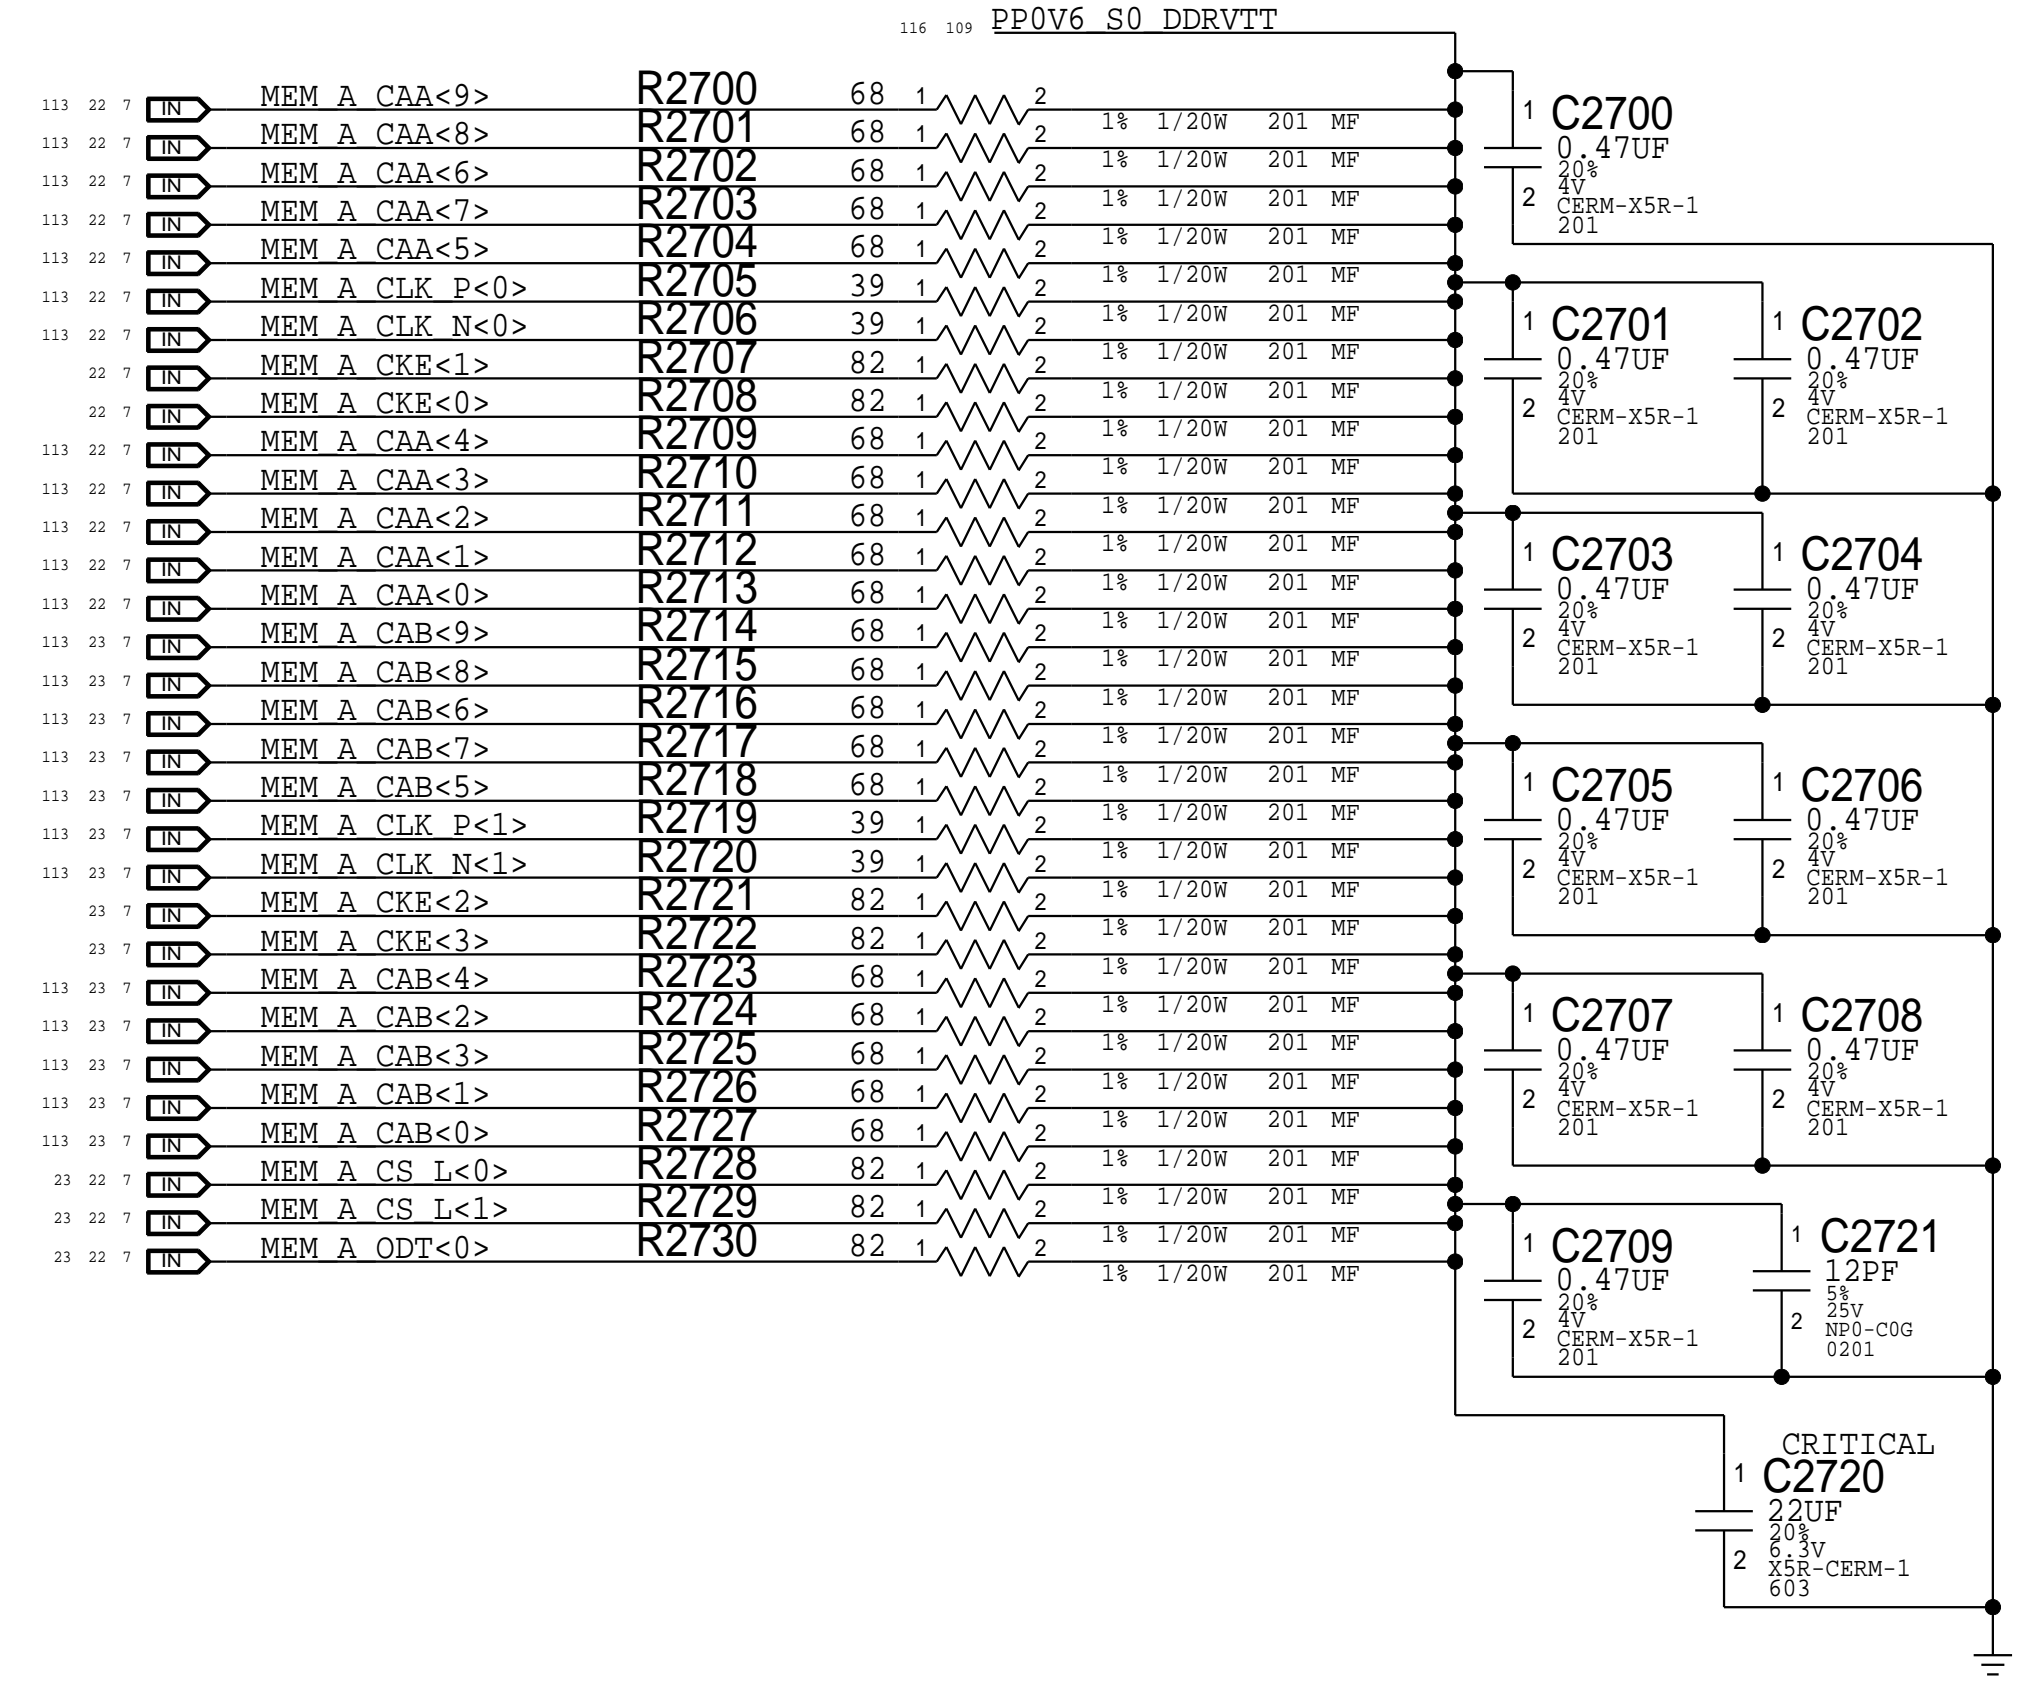 116 109 PP0V6_S0_DDRVTT
113 22 7 IN MEM_A_CAA<9> R2700 68 1 2 1% 1/20W 201 MF
113 22 7 IN MEM_A_CAA<8> R2701 68 1 2 1% 1/20W 201 MF
113 22 7 IN MEM_A_CAA<6> R2702 68 1 2 1% 1/20W 201 MF
113 22 7 IN MEM_A_CAA<7> R2703 68 1 2 1% 1/20W 201 MF
113 22 7 IN MEM_A_CAA<5> R2704 68 1 2 1% 1/20W 201 MF
113 22 7 IN MEM_A_CLK_P<0> R2705 39 1 2 1% 1/20W 201 MF
113 22 7 IN MEM_A_CLK_N<0> R2706 39 1 2 1% 1/20W 201 MF
22 7 IN MEM_A_CKE<1> R2707 82 1 2 1% 1/20W 201 MF
22 7 IN MEM_A_CKE<0> R2708 82 1 2 1% 1/20W 201 MF
113 22 7 IN MEM_A_CAA<4> R2709 68 1 2 1% 1/20W 201 MF
113 22 7 IN MEM_A_CAA<3> R2710 68 1 2 1% 1/20W 201 MF
113 22 7 IN MEM_A_CAA<2> R2711 68 1 2 1% 1/20W 201 MF
113 22 7 IN MEM_A_CAA<1> R2712 68 1 2 1% 1/20W 201 MF
113 22 7 IN MEM_A_CAA<0> R2713 68 1 2 1% 1/20W 201 MF
113 23 7 IN MEM_A_CAB<9> R2714 68 1 2 1% 1/20W 201 MF
113 23 7 IN MEM_A_CAB<8> R2715 68 1 2 1% 1/20W 201 MF
113 23 7 IN MEM_A_CAB<6> R2716 68 1 2 1% 1/20W 201 MF
113 23 7 IN MEM_A_CAB<7> R2717 68 1 2 1% 1/20W 201 MF
113 23 7 IN MEM_A_CAB<5> R2718 68 1 2 1% 1/20W 201 MF
113 23 7 IN MEM_A_CLK_P<1> R2719 39 1 2 1% 1/20W 201 MF
113 23 7 IN MEM_A_CLK_N<1> R2720 39 1 2 1% 1/20W 201 MF
23 7 IN MEM_A_CKE<2> R2721 82 1 2 1% 1/20W 201 MF
23 7 IN MEM_A_CKE<3> R2722 82 1 2 1% 1/20W 201 MF
113 23 7 IN MEM_A_CAB<4> R2723 68 1 2 1% 1/20W 201 MF
113 23 7 IN MEM_A_CAB<2> R2724 68 1 2 1% 1/20W 201 MF
113 23 7 IN MEM_A_CAB<3> R2725 68 1 2 1% 1/20W 201 MF
113 23 7 IN MEM_A_CAB<1> R2726 68 1 2 1% 1/20W 201 MF
113 23 7 IN MEM_A_CAB<0> R2727 68 1 2 1% 1/20W 201 MF
23 22 7 IN MEM_A_CS_L<0> R2728 82 1 2 1% 1/20W 201 MF
23 22 7 IN MEM_A_CS_L<1> R2729 82 1 2 1% 1/20W 201 MF
23 22 7 IN MEM_A_ODT<0> R2730 82 1 2 1% 1/20W 201 MF
1 C2700
0.47UF
20%
4V
2 CERM-X5R-1
201
1 C2701
0.47UF
20%
4V
2 CERM-X5R-1
201
1 C2702
0.47UF
20%
4V
2 CERM-X5R-1
201
1 C2703
0.47UF
20%
4V
2 CERM-X5R-1
201
1 C2704
0.47UF
20%
4V
2 CERM-X5R-1
201
1 C2705
0.47UF
20%
4V
2 CERM-X5R-1
201
1 C2706
0.47UF
20%
4V
2 CERM-X5R-1
201
1 C2707
0.47UF
20%
4V
2 CERM-X5R-1
201
1 C2708
0.47UF
20%
4V
2 CERM-X5R-1
201
1 C2709
0.47UF
20%
4V
2 CERM-X5R-1
201
1 C2721
12PF
5%
25V
2 NP0-C0G
0201
CRITICAL
1 C2720
22UF
20%
6.3V
2 X5R-CERM-1
603